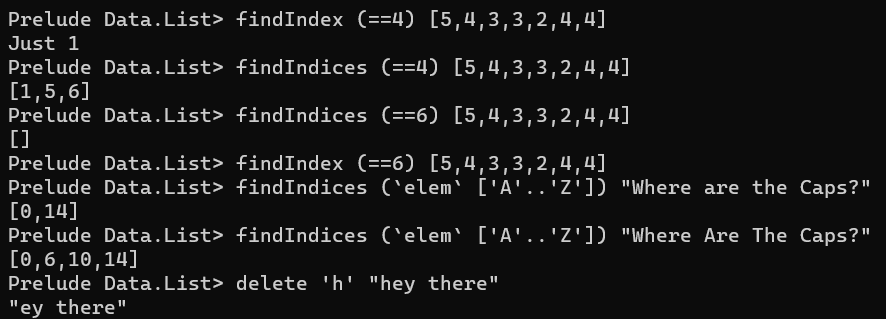 Prelude Data.List> findIndex (==4) [5,4,3,3,2,4,4]
Just 1
Prelude Data.List> findIndices (==4) [5,4,3,3,2,4,4]
[1,5,6]
Prelude Data.List> findIndices (==6) [5,4,3,3,2,4,4]
[]
Prelude Data.List> findIndex (==6) [5,4,3,3,2,4,4]
Prelude Data.List> findIndices (`elem` ['A'..'Z']) "Where are the Caps?"
[0,14]
Prelude Data.List> findIndices (`elem` ['A'..'Z']) "Where Are The Caps?"
[0,6,10,14]
Prelude Data.List> delete 'h' "hey there"
"ey there"